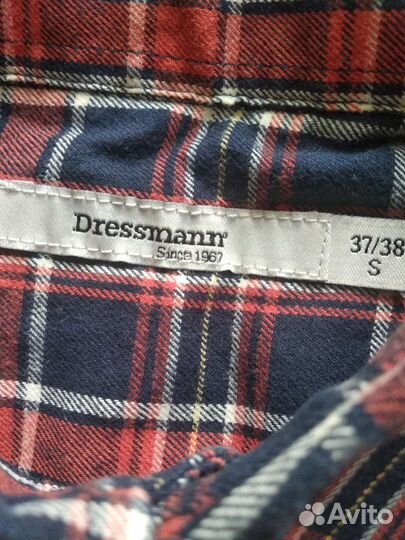 Dressmann®
Since 1967
37/38
S
Avito